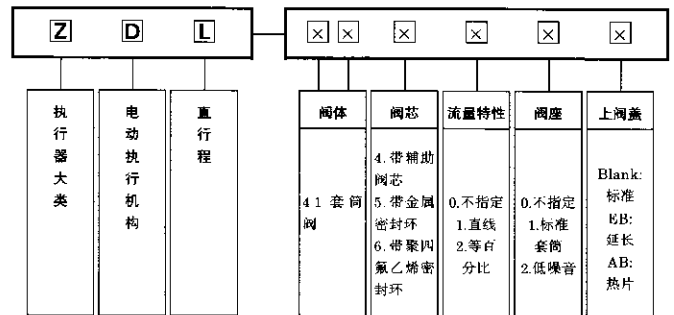 Z D L × × × × × ×
执
行
器
大
类
电
动
执
行
机
构
直
行
程
阀体
41套筒
阀
阀芯
4.带辅助
阀芯
5.带金属
密封环
6.带聚四
氟乙烯密
封环
流量特性
0.不指定
1.直线
2.等百
分比
阀座
0.不指定
1.标准
套筒
2.低噪音
上阀盖
Blank:
标准
EB:
延长
AB:
热片